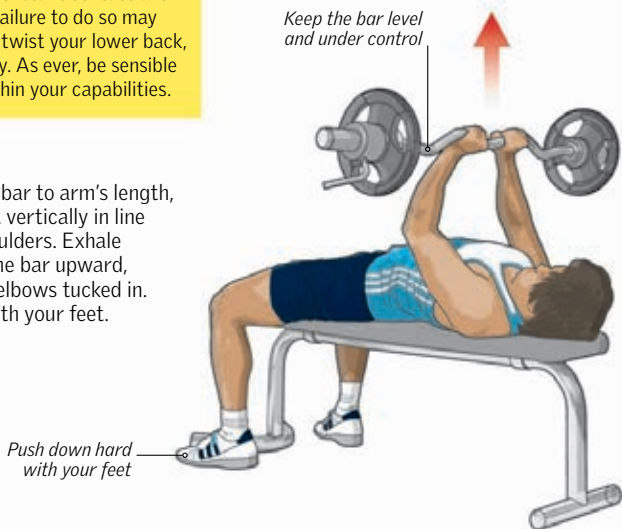 ailure to do so may
twist your lower back,
y. As ever, be sensible
hin your capabilities.
Keep the bar level
and under control
bar to arm's length,
vertically in line
ulders. Exhale
ne bar upward,
elbows tucked in.
th your feet.
Push down hard
with your feet